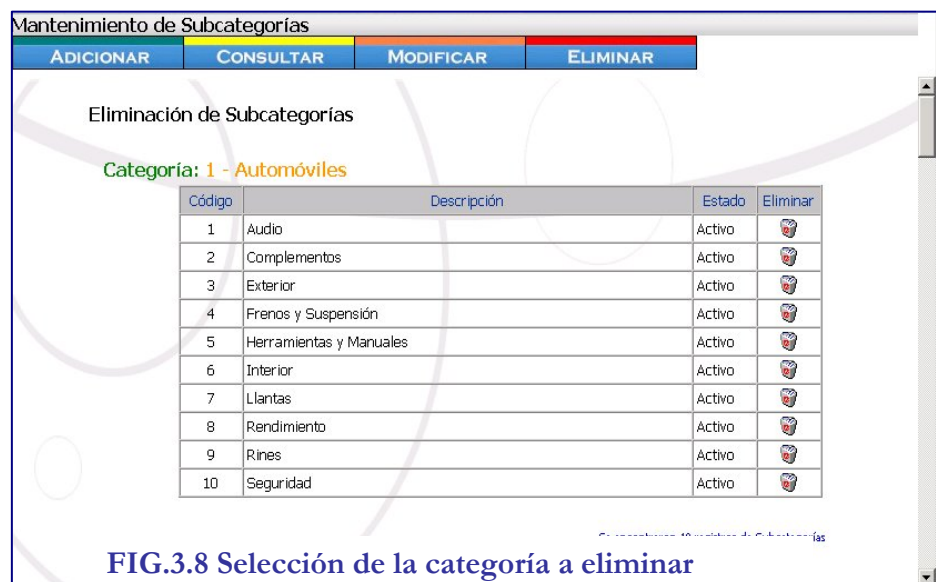 Mantenimiento de Subcategorías
ADICIONAR CONSULTAR MODIFICAR ELIMINAR
Eliminación de Subcategorías
Categoría: 1 - Automóviles
Código Descripción Estado Eliminar
1 Audio Activo
2 Complementos Activo
3 Exterior Activo
4 Frenos y Suspensión Activo
5 Herramientas y Manuales Activo
6 Interior Activo
7 Llantas Activo
8 Rendimiento Activo
9 Rines Activo
10 Seguridad Activo
FIG.3.8 Selección de la categoría a eliminar